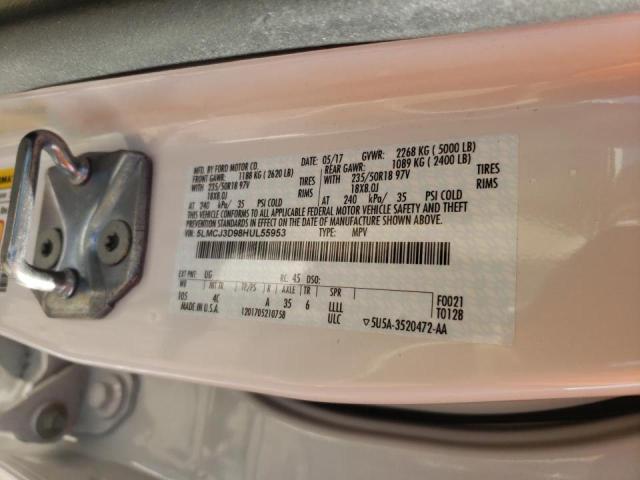 MFD. BY FORD MOTOR CO.
05/17 GVWR: 2268 KG ( 5000 LB)
FRONT GAWR: 1188 KG ( 2620 LB) REAR GAWR: 1089 KG ( 2400 LB)
WITH 235/50R18 97V TIRES WITH 235/50R18 97V TIRES
18X8.0J RIMS 18X8.0J RIMS
AT 240 kPa/ 35 PSI COLD AT 240 kPa/ 35 PSI COLD
THIS VEHICLE CONFORMS TO ALL APPLICABLE FEDERAL MOTOR VEHICLE SAFETY AND
THEFT PREVENTION STANDARDS IN EFFECT ON THE DATE OF MANUFACTURE SHOWN ABOVE.
VIN: 5LMCJ3D98HUL55953 TYPE: MPV
EXT PNT: UG RC: 45 DSO:
WB INT TR TP/PS R AXLE TR SPR
105 4C A 35 6 LLLL F0021
MADE IN U.S.A. 1201705210758 ULC T0128
▽5U5A-3520472-AA